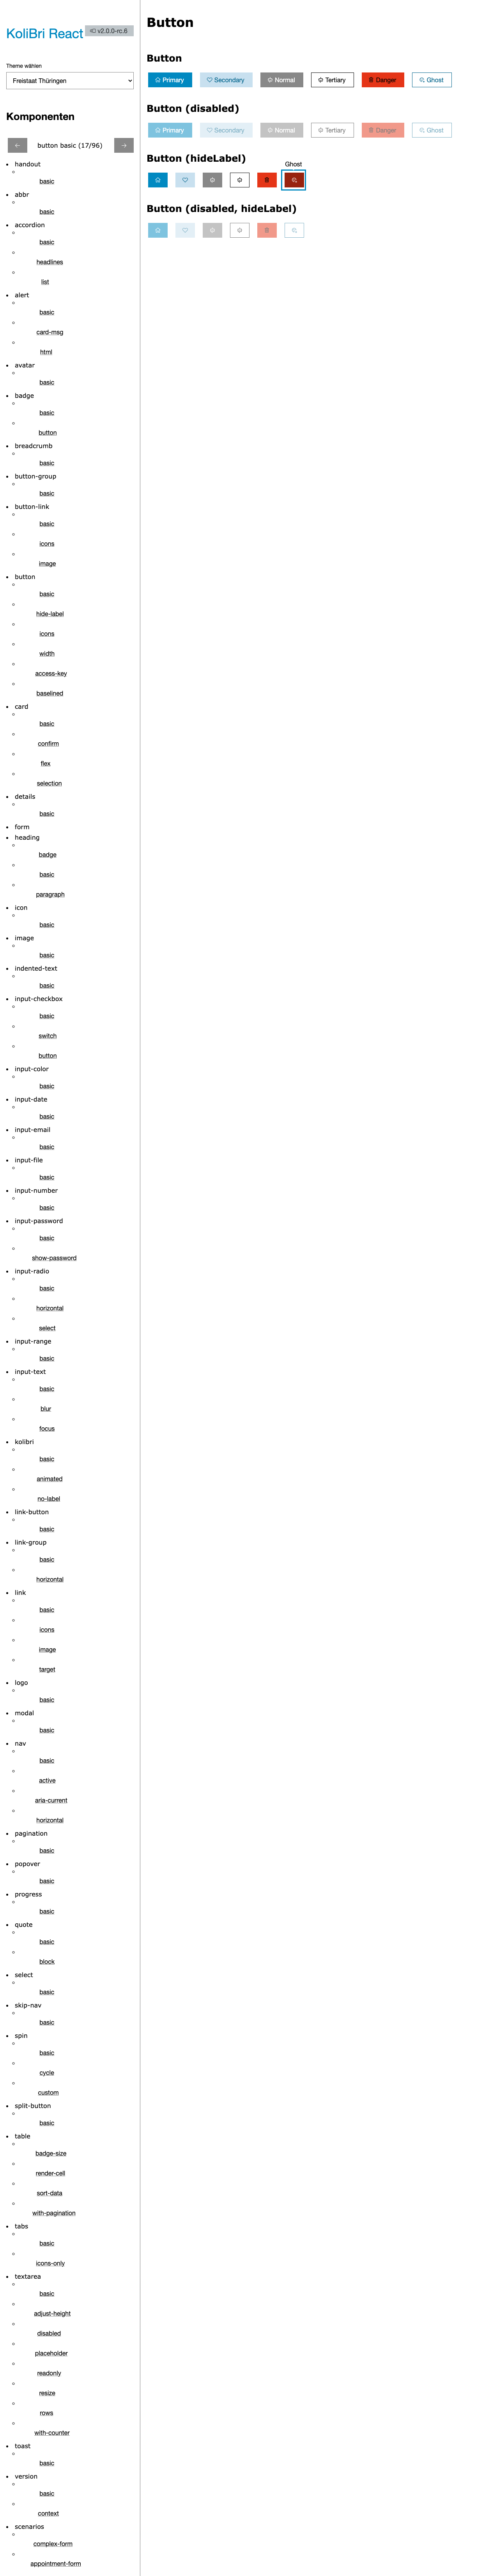 KoliBri React
v2.0.0-rc.6
Theme wählen
Freistaat Thüringen
Komponenten
button basic (17/96)
handout
basic
abbr
basic
accordion
basic
headlines
list
alert
basic
card-msg
html
avatar
basic
badge
basic
button
breadcrumb
basic
button-group
basic
button-link
basic
icons
image
button
basic
hide-label
icons
width
access-key
baselined
card
basic
confirm
flex
selection
details
basic
form
heading
badge
basic
paragraph
icon
basic
image
basic
indented-text
basic
input-checkbox
basic
switch
button
input-color
basic
input-date
basic
input-email
basic
input-file
basic
input-number
basic
input-password
basic
show-password
input-radio
basic
horizontal
select
input-range
basic
input-text
basic
blur
focus
kolibri
basic
animated
no-label
link-button
basic
link-group
basic
horizontal
link
basic
icons
image
target
logo
basic
modal
basic
nav
basic
active
aria-current
horizontal
pagination
basic
popover
basic
progress
basic
quote
basic
block
select
basic
skip-nav
basic
spin
basic
cycle
custom
split-button
basic
table
badge-size
render-cell
sort-data
with-pagination
tabs
basic
icons-only
textarea
basic
adjust-height
disabled
placeholder
readonly
resize
rows
with-counter
toast
basic
version
basic
context
scenarios
complex-form
appointment-form
Button
Button
Primary Secondary Normal Tertiary Danger Ghost
Button (disabled)
Primary Secondary Normal Tertiary Danger Ghost
Button (hideLabel)
Ghost
Button (disabled, hideLabel)